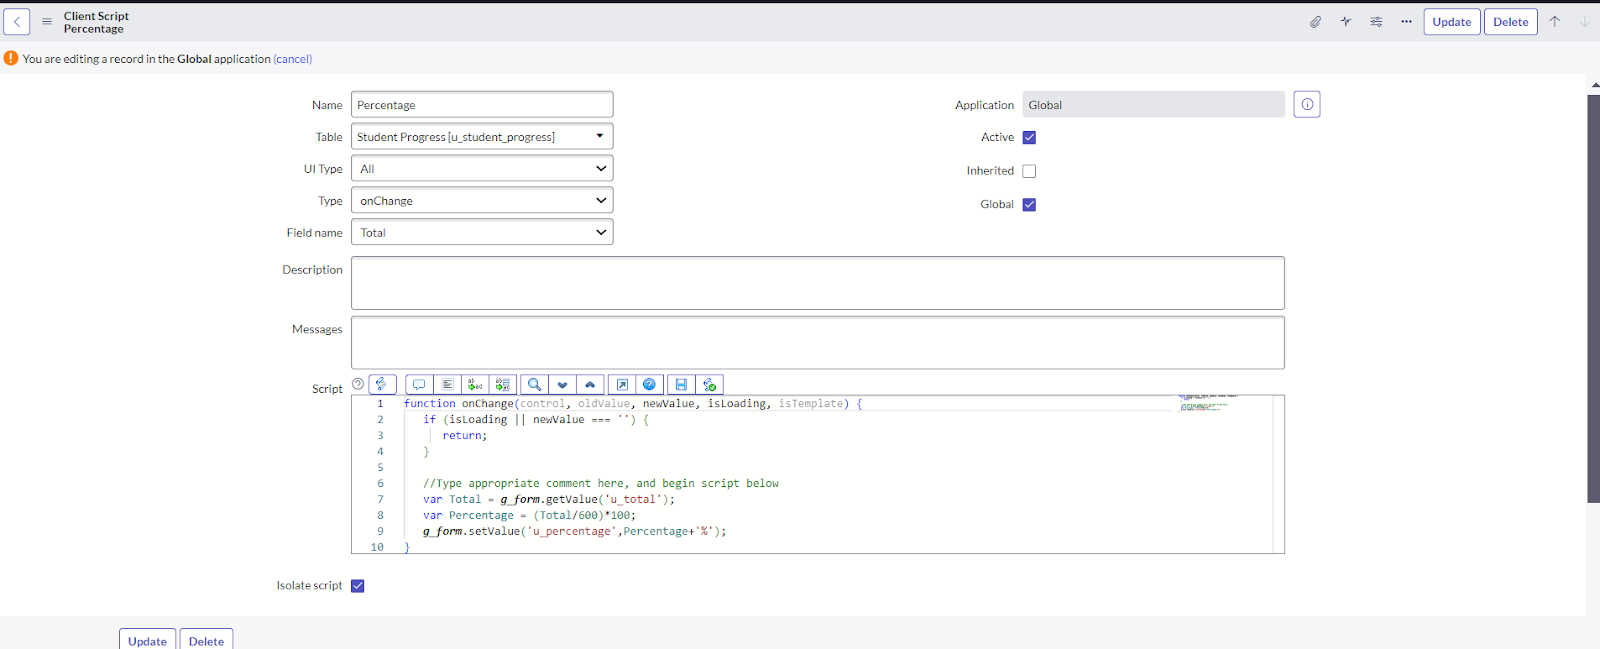 Client Script
Percentage
Update
Delete
You are editing a record in the Global application (cancel)
Name Percentage
Application Global
Table Student Progress [u_student_progress]
Active
UI Type All
Inherited
Type onChange
Global
Field name Total
Description
Messages
Script
1 function onChange(control, oldValue, newValue, isLoading, isTemplate) {
2 if (isLoading || newValue === '') {
3 return;
4 }
5
6 //Type appropriate comment here, and begin script below
7 var Total = g_form.getValue('u_total');
8 var Percentage = (Total/600)*100;
9 g_form.setValue('u_percentage',Percentage+'%');
10 }
Isolate script
Update Delete